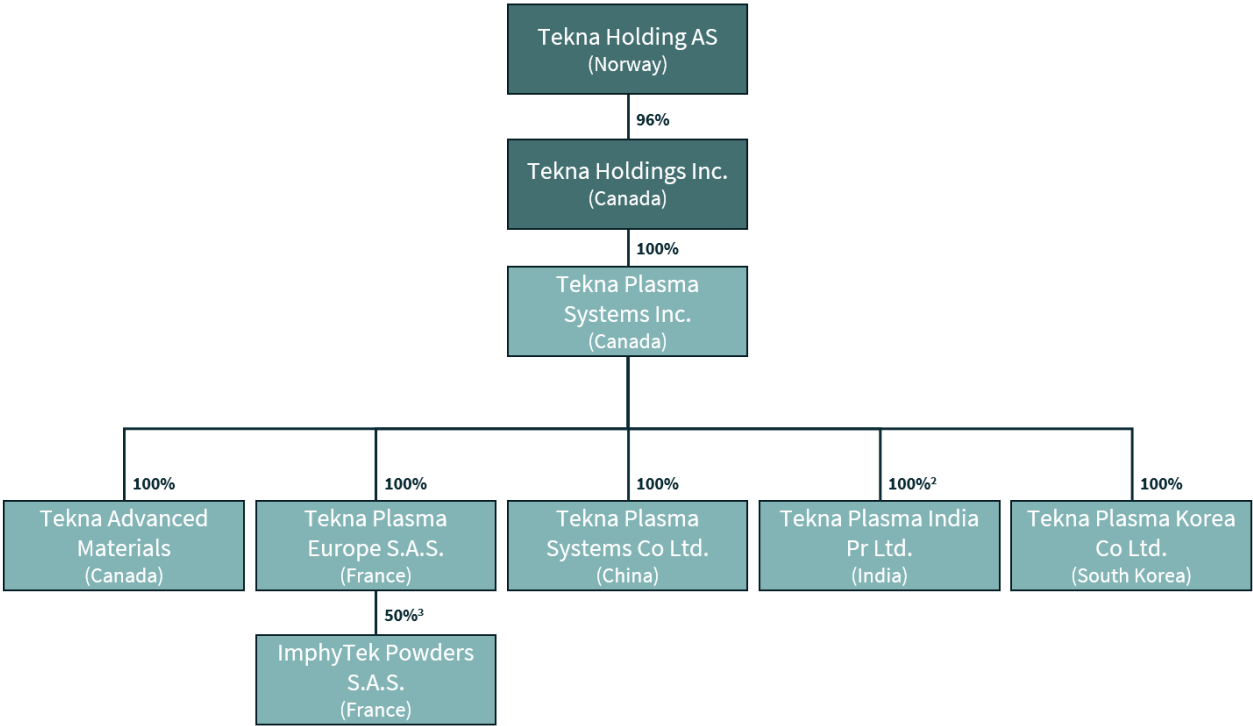 Tekna Holding AS
(Norway)
96%
Tekna Holdings Inc.
(Canada)
100%
Tekna Plasma
Systems Inc.
(Canada)
100%
100%
100%
100%²
100%
Tekna Advanced
Materials
(Canada)
Tekna Plasma
Europe S.A.S.
(France)
Tekna Plasma
Systems Co Ltd.
(China)
Tekna Plasma India
Pr Ltd.
(India)
Tekna Plasma Korea
Co Ltd.
(South Korea)
50%³
ImphyTek Powders
S.A.S.
(France)